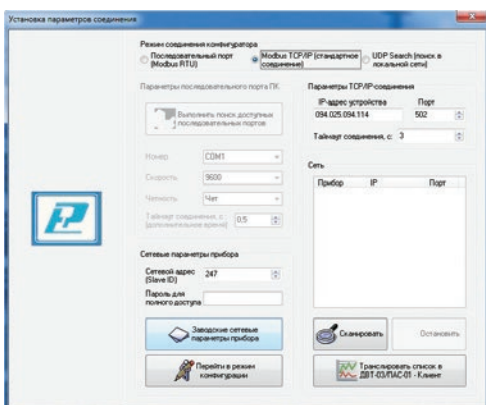 Установка параметров соединения
Режим соединения конфигуратора
Последовательный порт (Modbus RTU)
Modbus TCP/IP (стандартное соединение)
UDP Search (поиск в локальной сети)
Параметры последовательного порта ПК
Выполнить поиск доступных последовательных портов
Номер COM1
Скорость 9600
Четность Чет
Таймаут соединения, с (дополнительное время) 0,5
Параметры TCP/IP-соединения
IP-адрес устройства Порт
094.025.094.114 502
Таймаут соединения, с: 3
Сеть
Прибор IP Порт
Сетевые параметры прибора
Сетевой адрес (Slave ID) 247
Пароль для полного доступа
Заводские сетевые параметры прибора
Перейти в режим конфигурации
Сканировать
Остановить
Транслировать список в ДВТ-03/ПАС-01 - Клиент